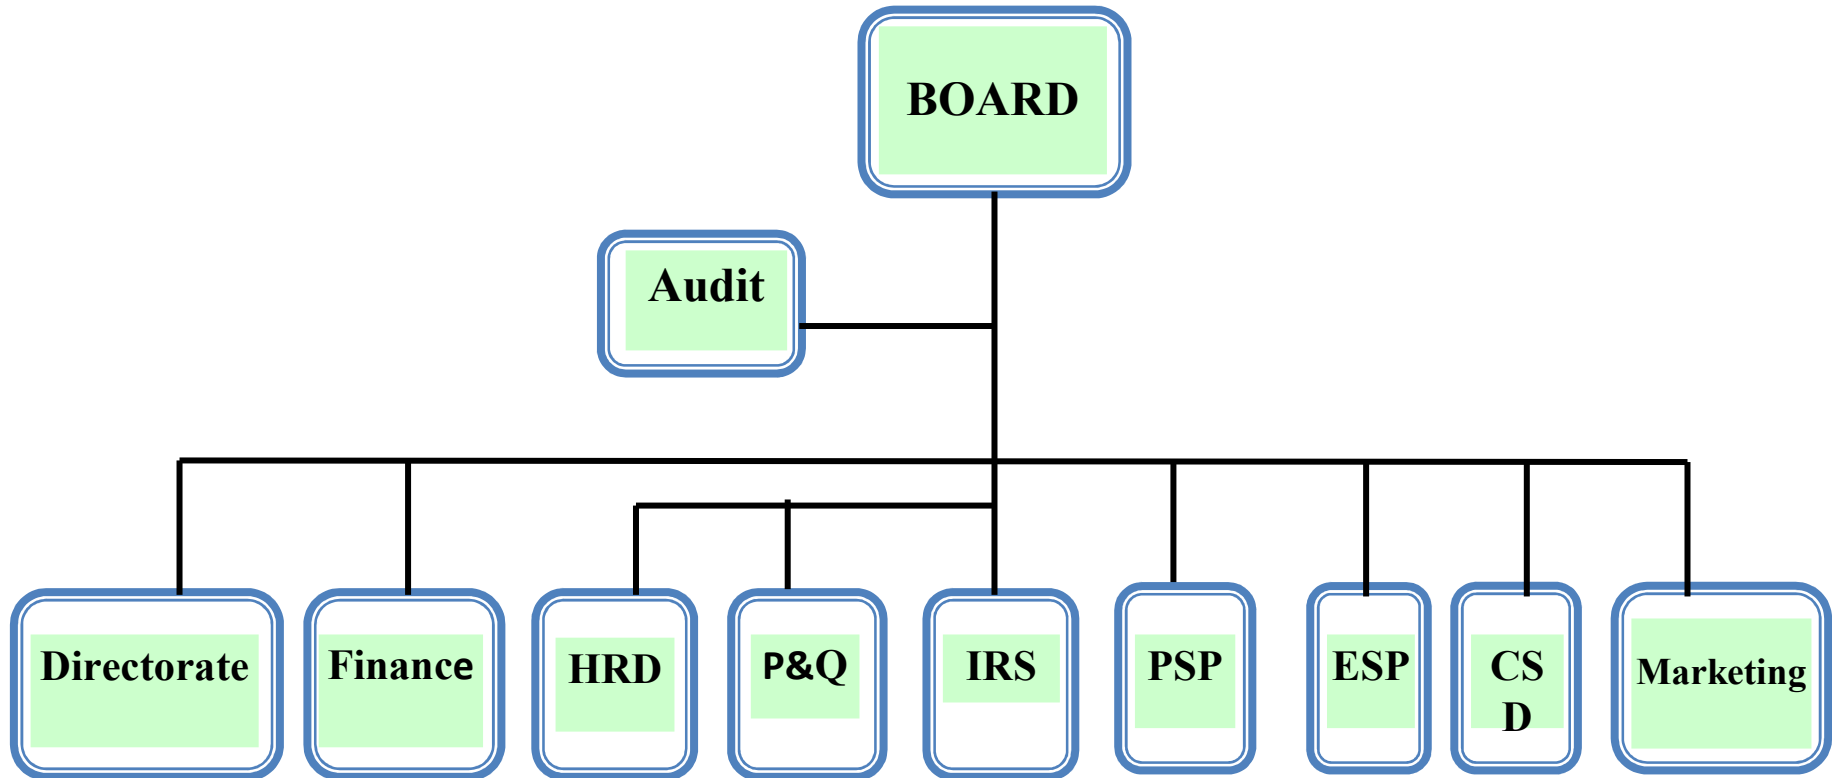 BOARD
Audit
Directorate
Finance
HRD
P&Q
IRS
PSP
ESP
CS
D
Marketing